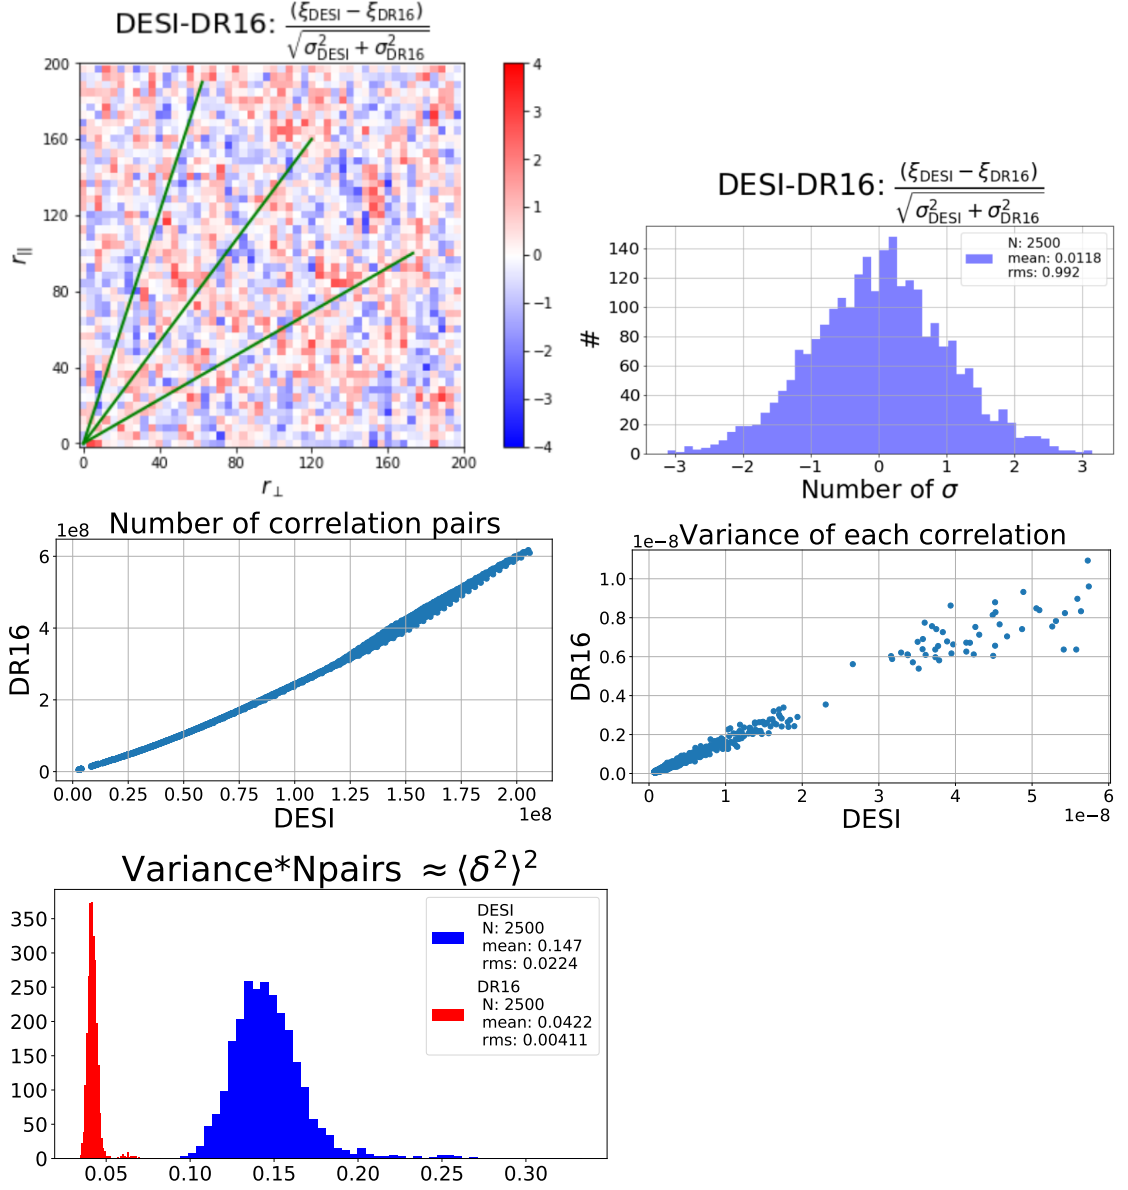 DESI-DR16: (ξDESI − ξDR16) / √(σ²DESI + σ²DR16)
200
160
120
80
40
0
r∥
0 40 80 120 160 200
r⊥
4
3
2
1
0
−1
−2
−3
−4
DESI-DR16: (ξDESI − ξDR16) / √(σ²DESI + σ²DR16)
N: 2500
mean: 0.0118
rms: 0.992
140
120
100
80
60
40
20
0
#
−3 −2 −1 0 1 2 3
Number of σ
Number of correlation pairs
1e8
6
4
2
0
DR16
0.00 0.25 0.50 0.75 1.00 1.25 1.50 1.75 2.00
DESI
1e8
Variance of each correlation
1e−8
1.0
0.8
0.6
0.4
0.2
0.0
DR16
0 1 2 3 4 5 6
DESI
1e−8
Variance*Npairs ≈ ⟨δ²⟩²
350
300
250
200
150
100
50
0
DESI
N: 2500
mean: 0.147
rms: 0.0224
DR16
N: 2500
mean: 0.0422
rms: 0.00411
0.05 0.10 0.15 0.20 0.25 0.30